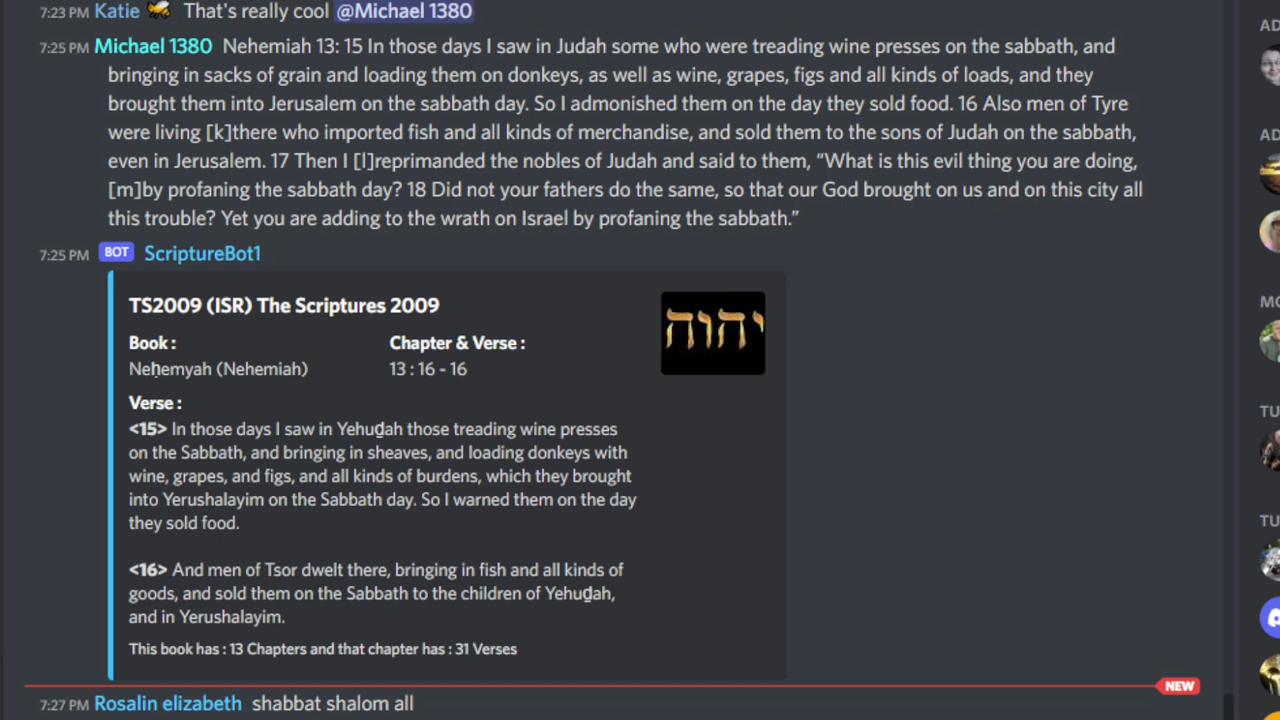 7:23 PM Katie That's really cool @Michael 1380
7:25 PM Michael 1380 Nehemiah 13: 15 In those days I saw in Judah some who were treading wine presses on the sabbath, and
bringing in sacks of grain and loading them on donkeys, as well as wine, grapes, figs and all kinds of loads, and they
brought them into Jerusalem on the sabbath day. So I admonished them on the day they sold food. 16 Also men of Tyre
were living [k]there who imported fish and all kinds of merchandise, and sold them to the sons of Judah on the sabbath,
even in Jerusalem. 17 Then I [l]reprimanded the nobles of Judah and said to them, “What is this evil thing you are doing,
[m]by profaning the sabbath day? 18 Did not your fathers do the same, so that our God brought on us and on this city all
this trouble? Yet you are adding to the wrath on Israel by profaning the sabbath.”
7:25 PM BOT ScriptureBot1
TS2009 (ISR) The Scriptures 2009
יהוה
Book : Chapter & Verse :
Neḥemyah (Nehemiah) 13 : 16 - 16
Verse :
<15> In those days I saw in Yehuḏah those treading wine presses
on the Sabbath, and bringing in sheaves, and loading donkeys with
wine, grapes, and figs, and all kinds of burdens, which they brought
into Yerushalayim on the Sabbath day. So I warned them on the day
they sold food.
<16> And men of Tsor dwelt there, bringing in fish and all kinds of
goods, and sold them on the Sabbath to the children of Yehuḏah,
and in Yerushalayim.
This book has : 13 Chapters and that chapter has : 31 Verses
NEW
7:27 PM Rosalin elizabeth shabbat shalom all
AD
AD
MO
TU
TU